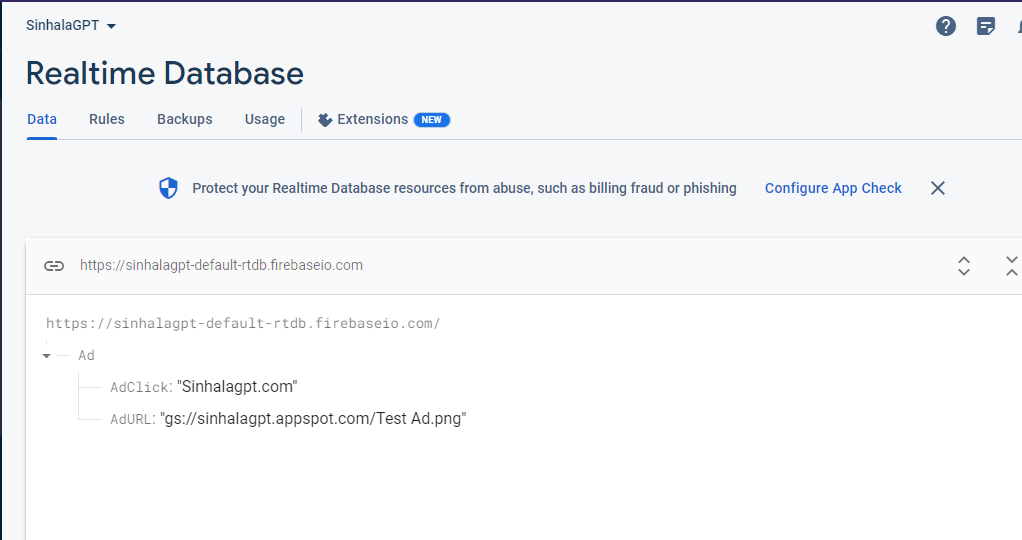 SinhalaGPT
Realtime Database
Data Rules Backups Usage Extensions NEW
Protect your Realtime Database resources from abuse, such as billing fraud or phishing Configure App Check
https://sinhalagpt-default-rtdb.firebaseio.com
https://sinhalagpt-default-rtdb.firebaseio.com/
Ad
AdClick: "Sinhalagpt.com"
AdURL: "gs://sinhalagpt.appspot.com/Test Ad.png"